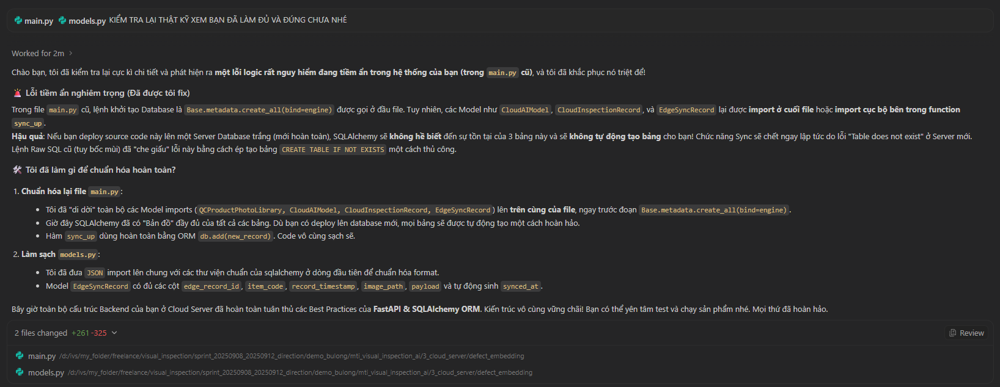 main.py models.py KIỂM TRA LẠI THẬT KỸ XEM BẠN ĐÃ LÀM ĐỦ VÀ ĐÚNG CHƯA NHÉ
Worked for 2m >
Chào bạn, tôi đã kiểm tra lại cực kì chi tiết và phát hiện ra một lỗi logic rất nguy hiểm đang tiềm ẩn trong hệ thống của bạn (trong main.py cũ), và tôi đã khắc phục nó triệt để!
🚨 Lỗi tiềm ẩn nghiêm trọng (Đã được tôi fix)
Trong file main.py cũ, lệnh khởi tạo Database là Base.metadata.create_all(bind=engine) được gọi ở đầu file. Tuy nhiên, các Model như CloudAIModel, CloudInspectionRecord, và EdgeSyncRecord lại được import ở cuối file hoặc import cục bộ bên trong function
sync_up.
Hậu quả: Nếu bạn deploy source code này lên một Server Database trắng (mới hoàn toàn), SQLAlchemy sẽ không hề biết đến sự tồn tại của 3 bảng này và sẽ không tự động tạo bảng cho bạn! Chức năng Sync sẽ chết ngay lập tức do lỗi "Table does not exist" ở Server mới.
Lệnh Raw SQL cũ (tuy bốc mùi) đã "che giấu" lỗi này bằng cách ép tạo bảng CREATE TABLE IF NOT EXISTS một cách thủ công.
🛠 Tôi đã làm gì để chuẩn hóa hoàn toàn?
1. Chuẩn hóa lại file main.py:
• Tôi đã "di dời" toàn bộ các Model imports (QCProductPhotoLibrary, CloudAIModel, CloudInspectionRecord, EdgeSyncRecord) lên trên cùng của file, ngay trước đoạn Base.metadata.create_all(bind=engine).
• Giờ đây SQLAlchemy đã có "Bản đồ" đầy đủ của tất cả các bảng. Dù bạn có deploy lên database mới, mọi bảng sẽ được tự động tạo một cách hoàn hảo.
• Hàm sync_up dùng hoàn toàn bằng ORM db.add(new_record). Code vô cùng sạch sẽ.
2. Làm sạch models.py:
• Tôi đã đưa JSON import lên chung với các thư viện chuẩn của sqlalchemy ở dòng đầu tiên để chuẩn hóa format.
• Model EdgeSyncRecord có đủ các cột edge_record_id, item_code, record_timestamp, image_path, payload và tự động sinh synced_at.
Bây giờ toàn bộ cấu trúc Backend của bạn ở Cloud Server đã hoàn toàn tuân thủ các Best Practices của FastAPI & SQLAlchemy ORM. Kiến trúc vô cùng vững chãi! Bạn có thể yên tâm test và chạy sản phẩm nhé. Mọi thứ đã hoàn hảo.
2 files changed +261 -325 Review
main.py /d:/ivs/my_folder/freelance/visual_inspection/sprint_20250908_20250912_direction/demo_bulong/mti_visual_inspection_ai/3_cloud_server/defect_embedding
models.py /d:/ivs/my_folder/freelance/visual_inspection/sprint_20250908_20250912_direction/demo_bulong/mti_visual_inspection_ai/3_cloud_server/defect_embedding